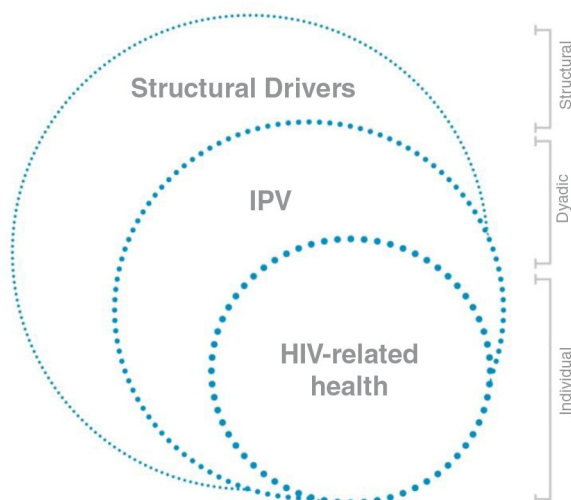 Structural Drivers
IPV
HIV-related
health
Structural
Dyadic
Individual